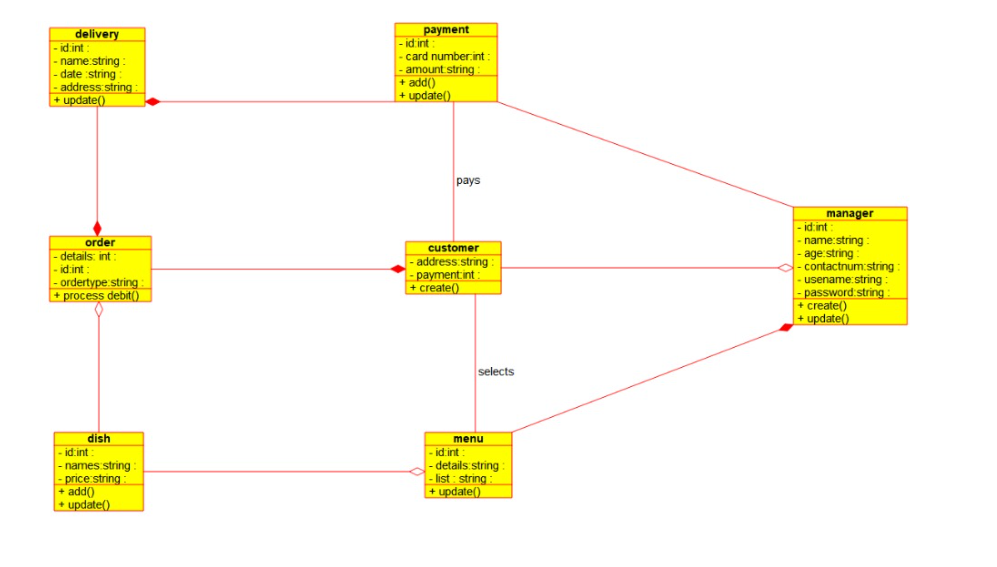 delivery
- id:int :
- name:string :
- date :string :
- address:string :
+ update()
payment
- id:int :
- card number:int :
- amount:string :
+ add()
+ update()
pays
manager
- id:int :
- name:string :
- age:string :
- contactnum:string :
- usename:string :
- password:string :
+ create()
+ update()
order
- details: int :
- id:int :
- ordertype:string :
+ process debit()
customer
- address:string :
- payment:int :
+ create()
selects
dish
- id:int :
- names:string :
- price:string :
+ add()
+ update()
menu
- id:int :
- details:string :
- list : string :
+ update()